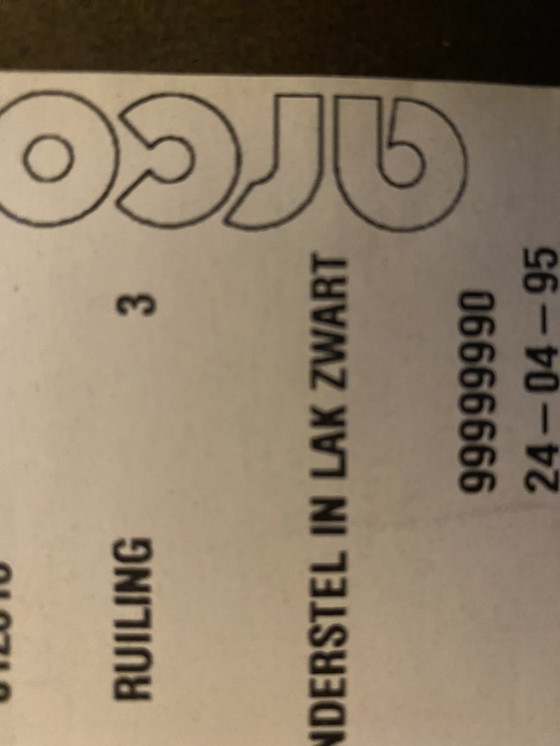 arco
RUILING 3
NDERSTEL IN LAK ZWART
99999990
24-04-95